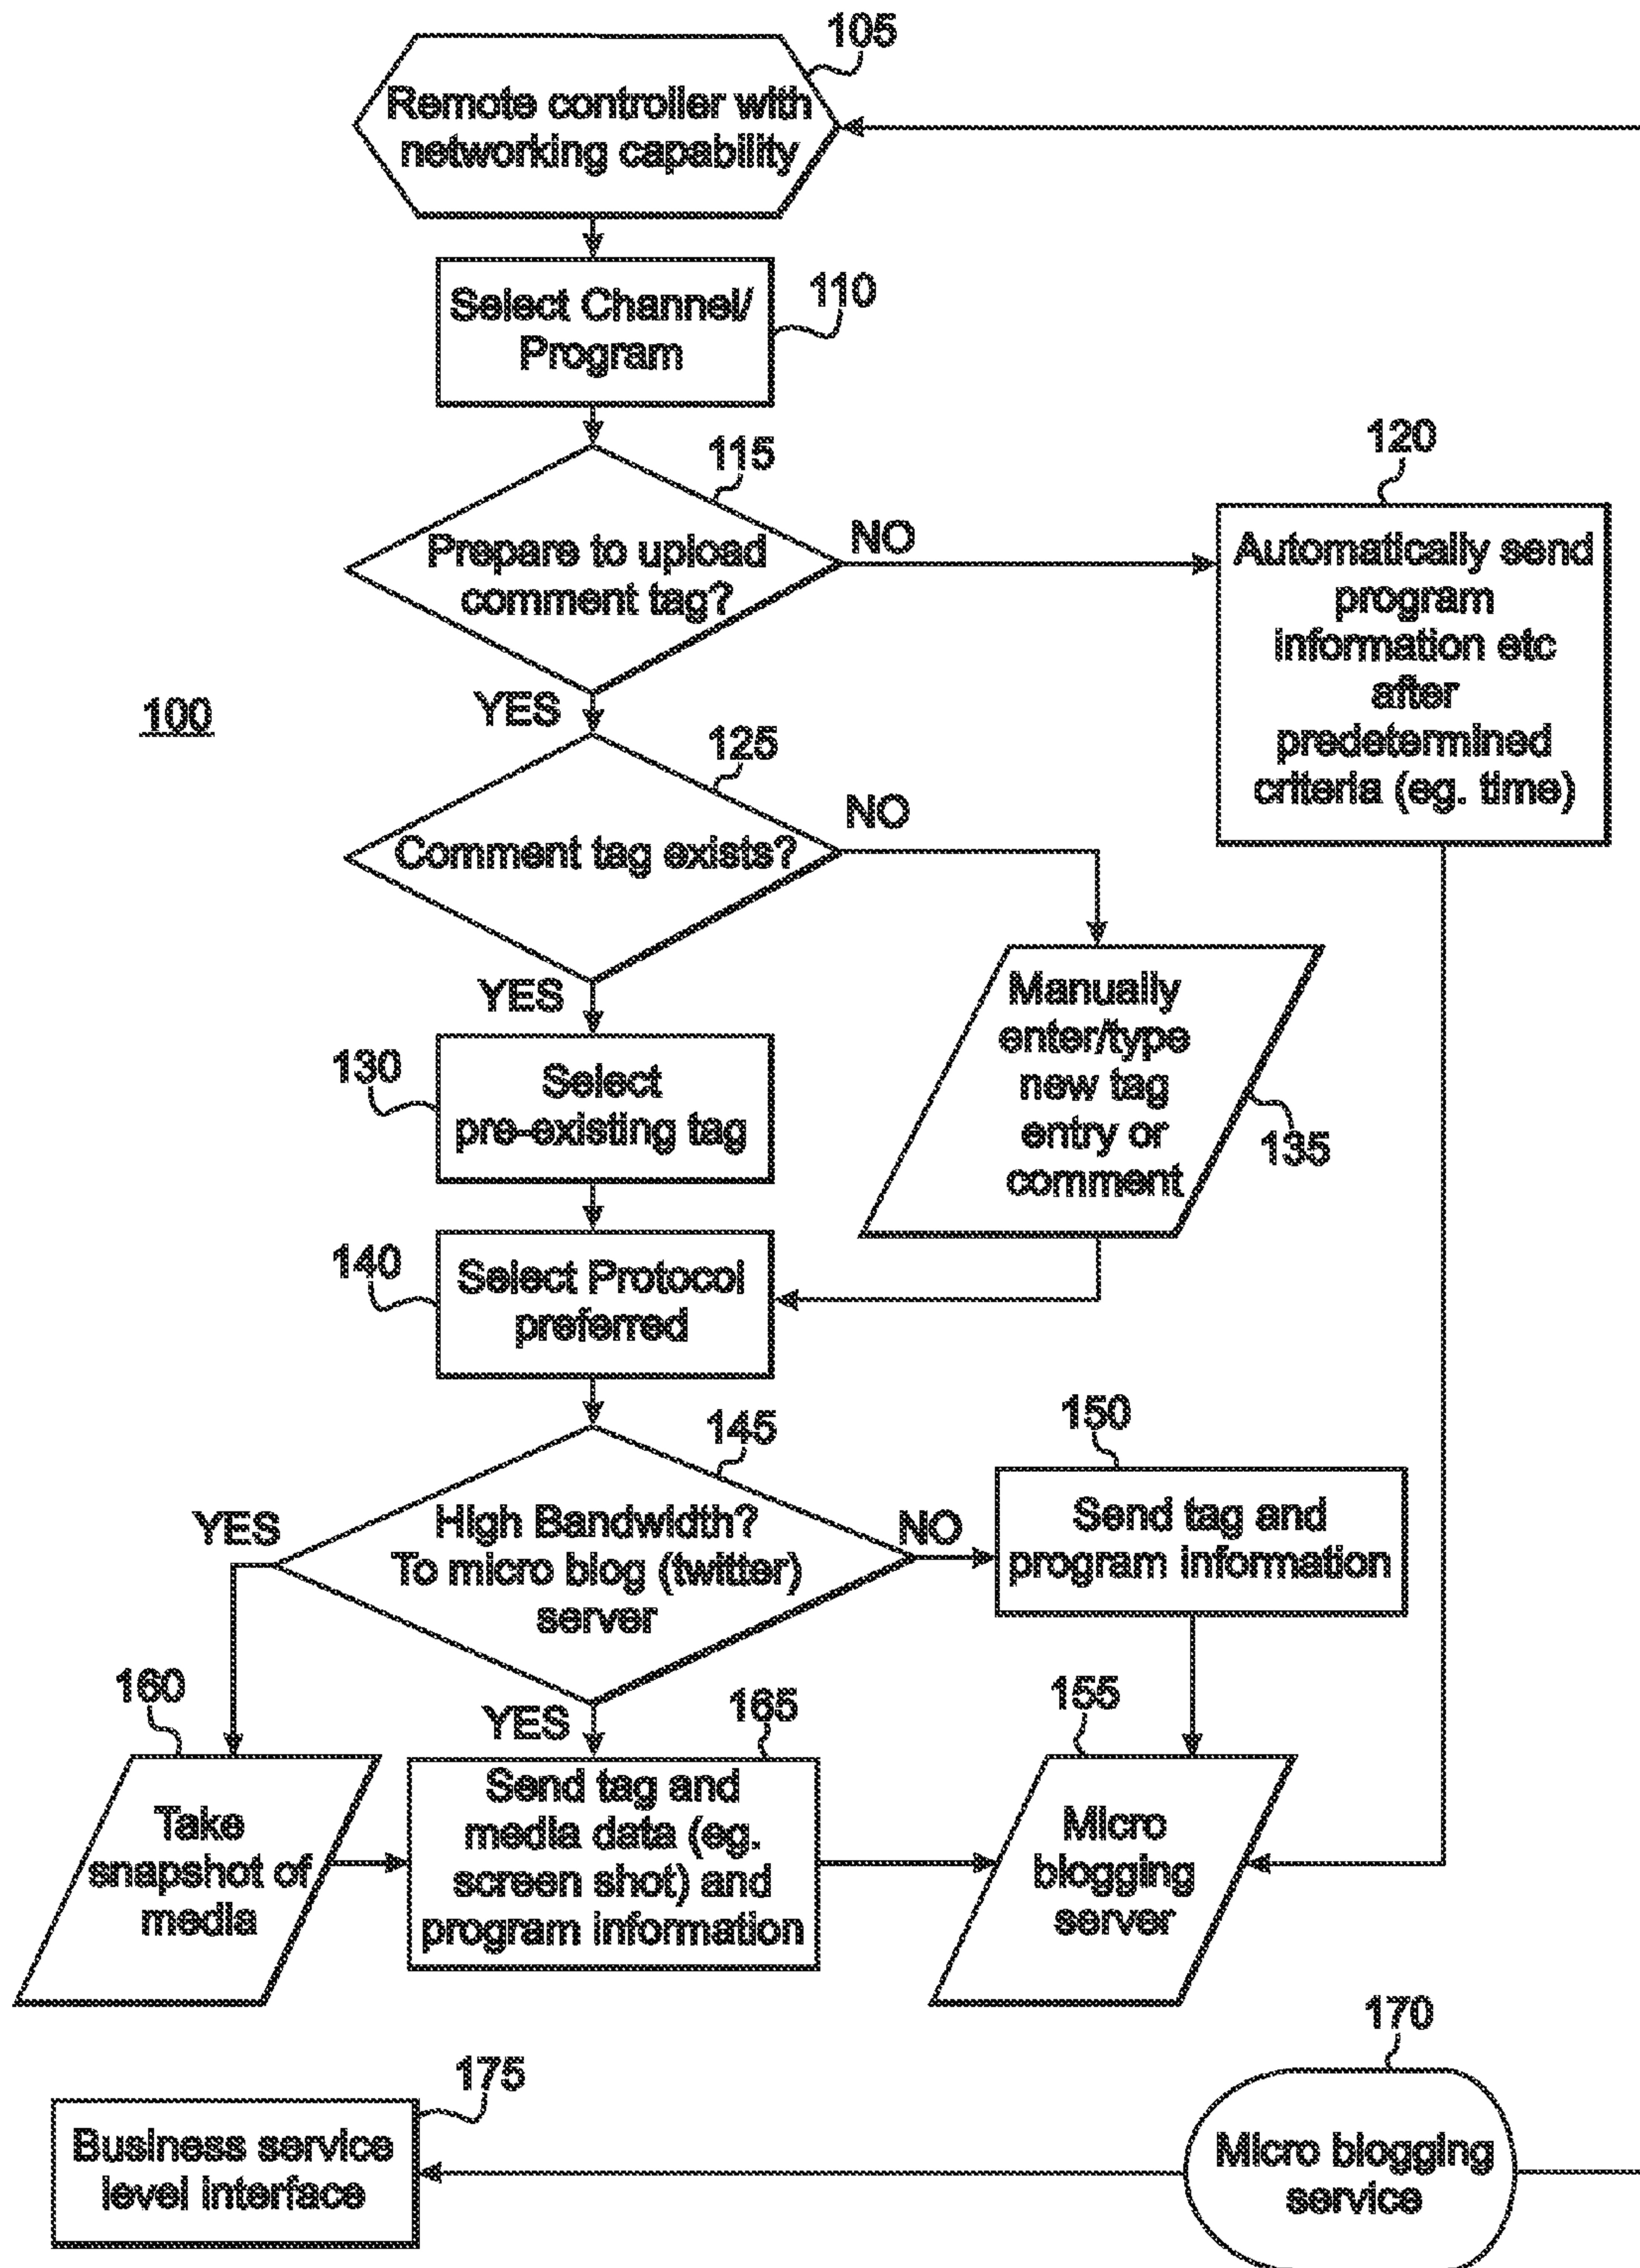 105
Remote controller with
networking capability
110
Select Channel/
Program
115
Prepare to upload
comment tag?
NO
120
Automatically send
program
information etc
after
predetermined
criteria (eg. time)
YES
100
125
Comment tag exists?
NO
YES
130
Select
pre-existing tag
Manually
enter/type
new tag
entry or
comment
135
140
Select Protocol
preferred
145
High Bandwidth?
To micro blog (twitter)
server
YES
NO
150
Send tag and
program information
YES
160
Take
snapshot of
media
165
Send tag and
media data (eg.
screen shot) and
program information
155
Micro
blogging
server
170
Micro blogging
service
175
Business service
level interface